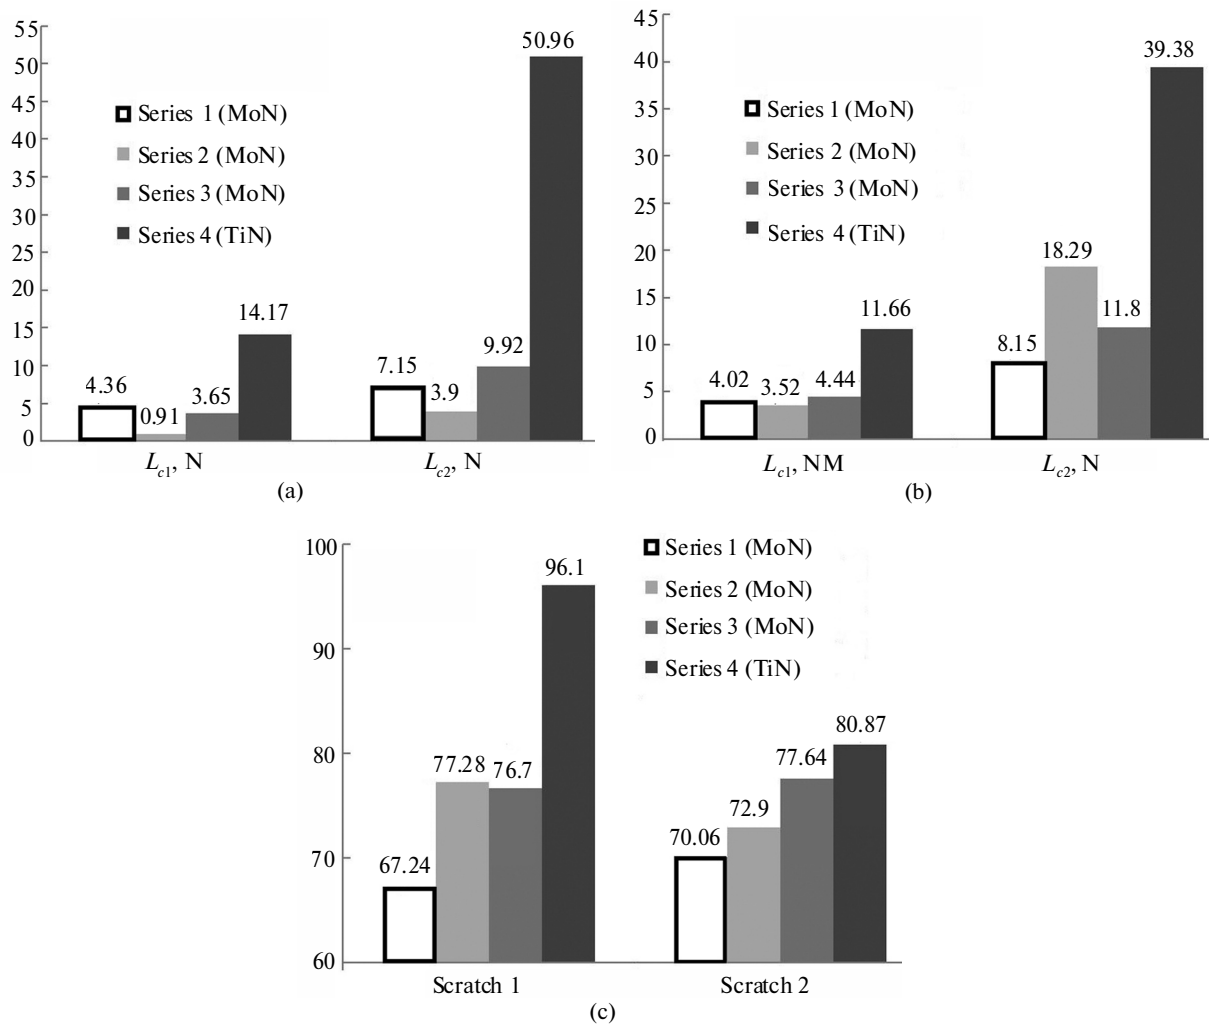 55
50
45
40
35
30
25
20
15
10
5
0
Series 1 (MoN)
Series 2 (MoN)
Series 3 (MoN)
Series 4 (TiN)
4.36
0.91
3.65
14.17
7.15
3.9
9.92
50.96
Lc1, N
Lc2, N
(a)
45
40
35
30
25
20
15
10
5
0
Series 1 (MoN)
Series 2 (MoN)
Series 3 (MoN)
Series 4 (TiN)
4.02
3.52
4.44
11.66
8.15
18.29
11.8
39.38
Lc1, NM
Lc2, N
(b)
100
90
80
70
60
Series 1 (MoN)
Series 2 (MoN)
Series 3 (MoN)
Series 4 (TiN)
67.24
77.28
76.7
96.1
70.06
72.9
77.64
80.87
Scratch 1
Scratch 2
(c)